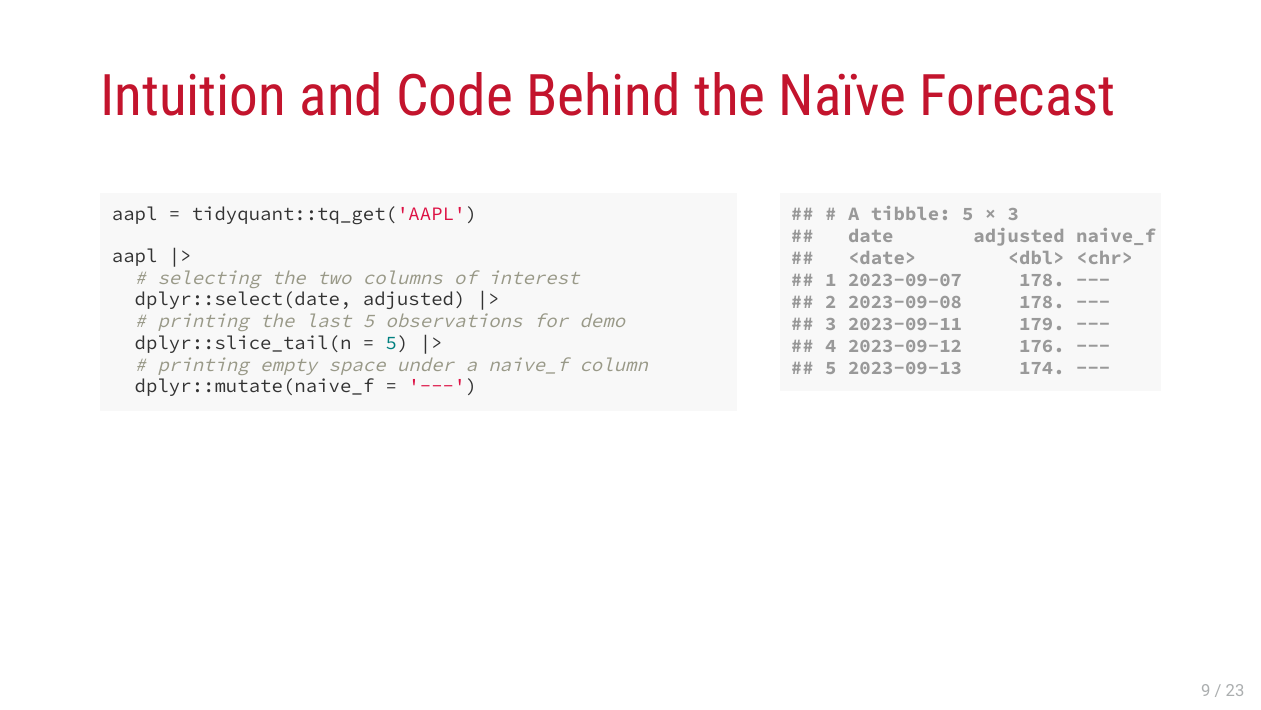 Intuition and Code Behind the Naïve Forecast
aapl = tidyquant::tq_get('AAPL')
aapl |>
  # selecting the two columns of interest
  dplyr::select(date, adjusted) |>
  # printing the last 5 observations for demo
  dplyr::slice_tail(n = 5) |>
  # printing empty space under a naive_f column
  dplyr::mutate(naive_f = '---')
## # A tibble: 5 × 3
##   date       adjusted naive_f
##   <date>        <dbl> <chr>
## 1 2023-09-07     178. ---
## 2 2023-09-08     178. ---
## 3 2023-09-11     179. ---
## 4 2023-09-12     176. ---
## 5 2023-09-13     174. ---
9 / 23